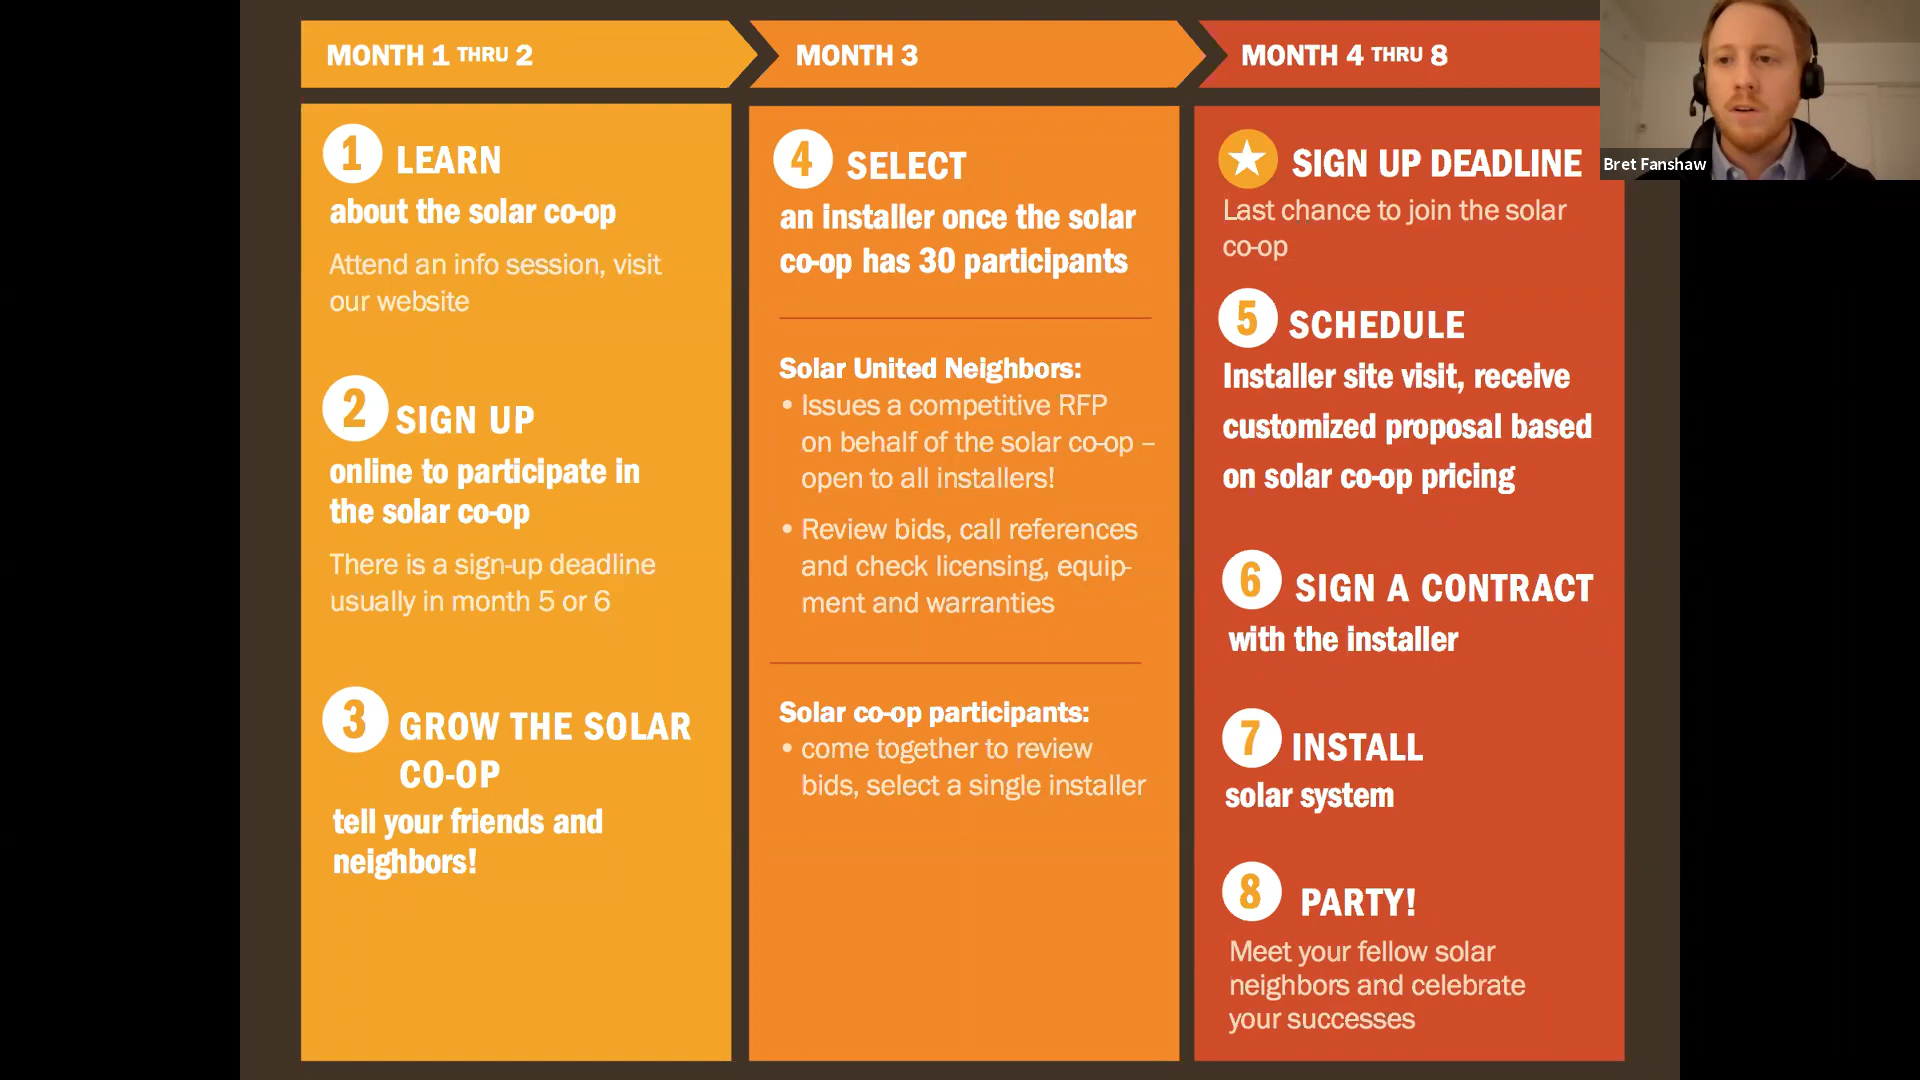 MONTH 1 THRU 2
1 LEARN
about the solar co-op
Attend an info session, visit
our website
2 SIGN UP
online to participate in
the solar co-op
There is a sign-up deadline
usually in month 5 or 6
3 GROW THE SOLAR
CO-OP
tell your friends and
neighbors!
MONTH 3
4 SELECT
an installer once the solar
co-op has 30 participants
Solar United Neighbors:
• Issues a competitive RFP
on behalf of the solar co-op –
open to all installers!
• Review bids, call references
and check licensing, equip-
ment and warranties
Solar co-op participants:
• come together to review
bids, select a single installer
MONTH 4 THRU 8
SIGN UP DEADLINE
Last chance to join the solar
co-op
5 SCHEDULE
Installer site visit, receive
customized proposal based
on solar co-op pricing
6 SIGN A CONTRACT
with the installer
7 INSTALL
solar system
8 PARTY!
Meet your fellow solar
neighbors and celebrate
your successes
Bret Fanshaw